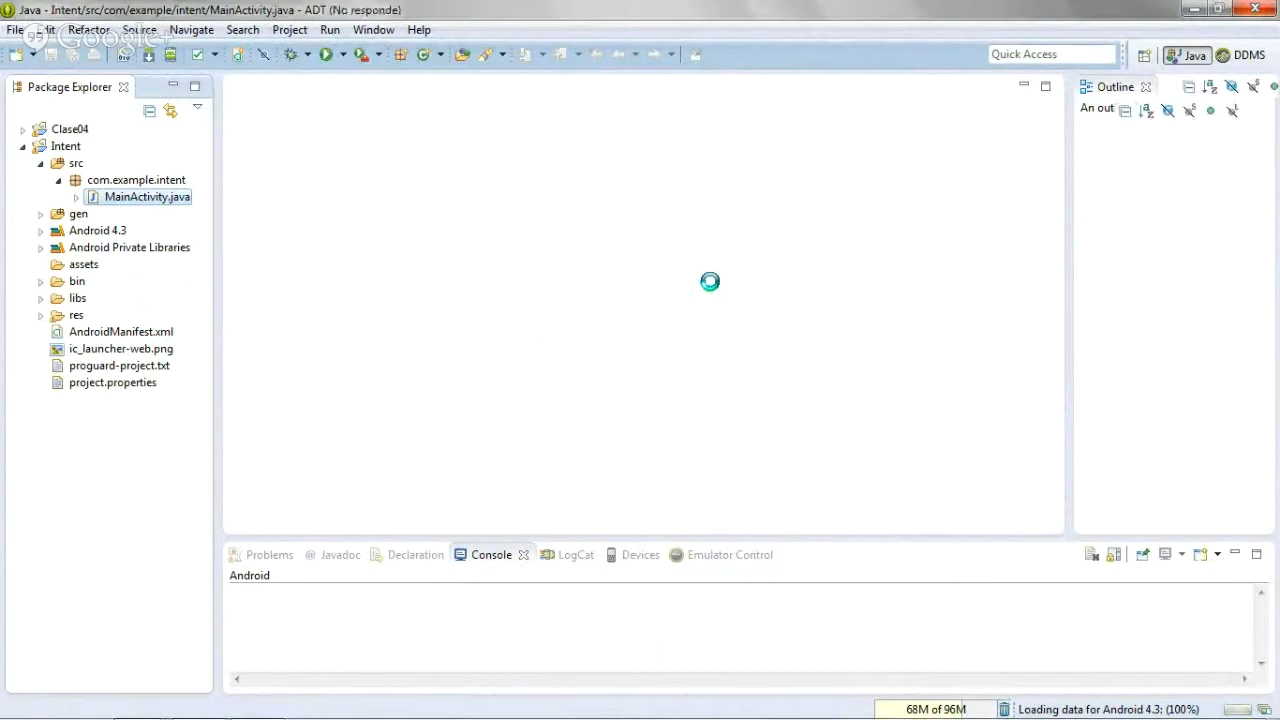 Java - Intent/src/com/example/intent/MainActivity.java - ADT (No responde)
File Edit Refactor Source Navigate Search Project Run Window Help
Google+
Quick Access
Java
DDMS
Package Explorer
Clase04
Intent
src
com.example.intent
MainActivity.java
gen
Android 4.3
Android Private Libraries
assets
bin
libs
res
AndroidManifest.xml
ic_launcher-web.png
proguard-project.txt
project.properties
Outline
An out
Problems @ Javadoc Declaration Console LogCat Devices Emulator Control
Android
68M of 96M
Loading data for Android 4.3: (100%)